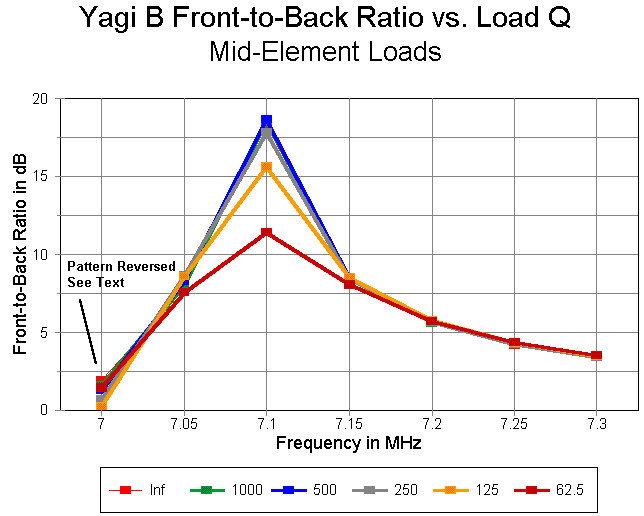 Yagi B Front-to-Back Ratio vs. Load Q
Mid-Element Loads
Front-to-Back Ratio in dB
20
15
10
5
0
Pattern Reversed
See Text
7 7.05 7.1 7.15 7.2 7.25 7.3
Frequency in MHz
Inf 1000 500 250 125 62.5